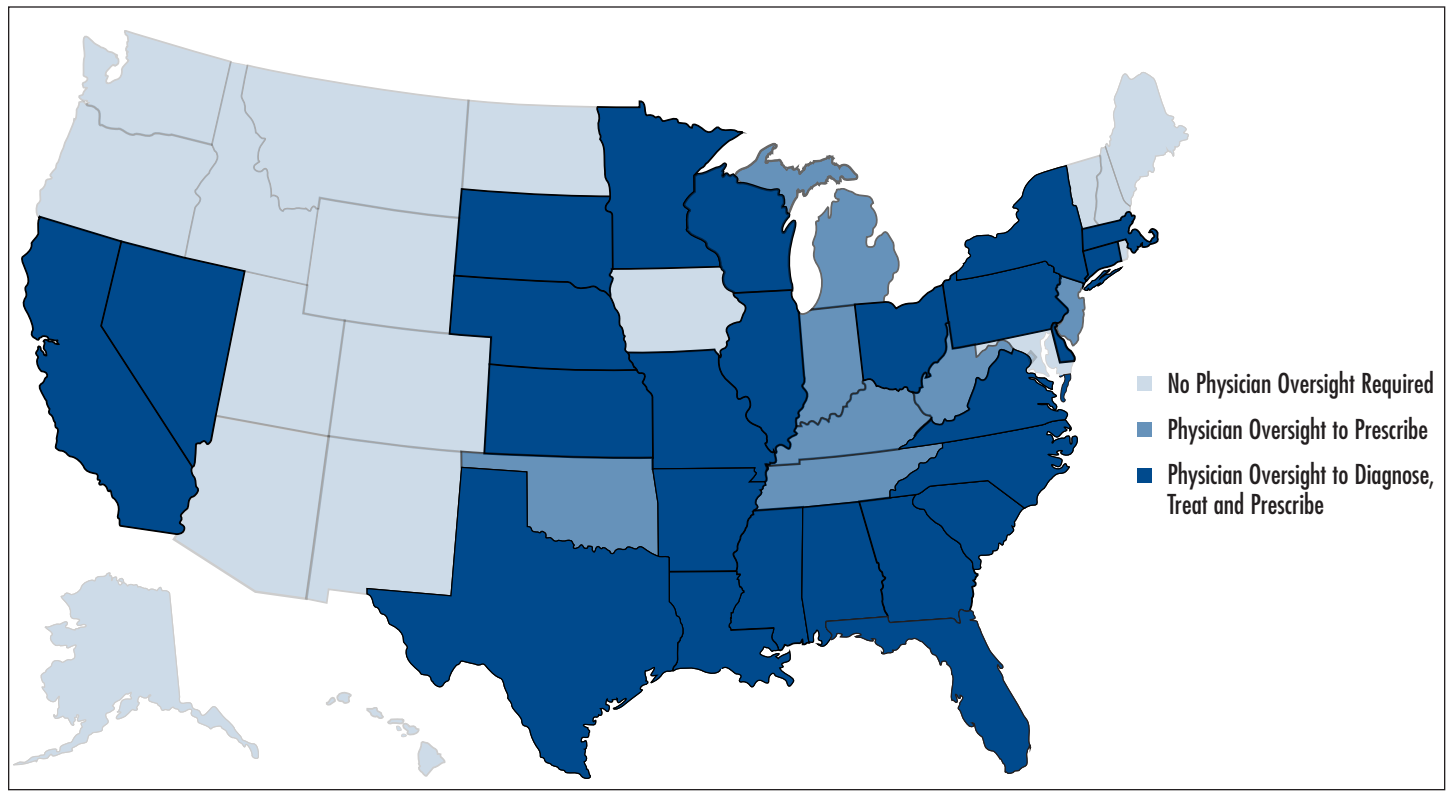 No Physician Oversight Required
Physician Oversight to Prescribe
Physician Oversight to Diagnose,
Treat and Prescribe